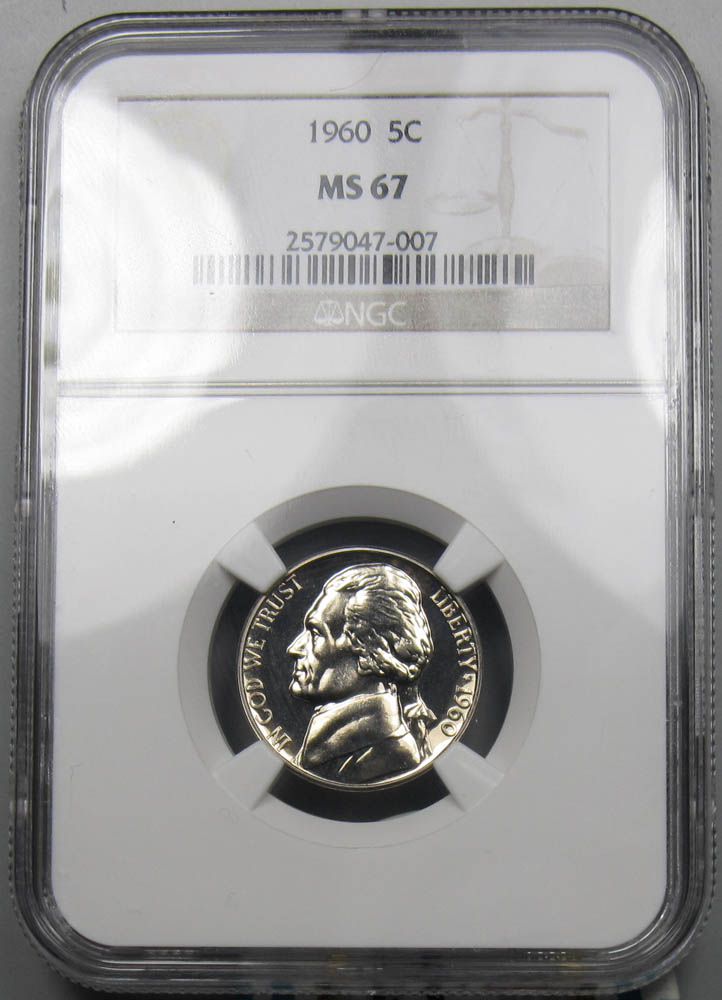 1960 5C
MS 67
2579047-007
NGC
IN GOD WE TRUST
LIBERTY ★ 1960